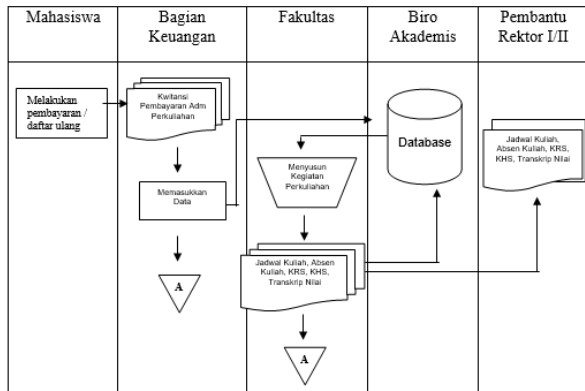 Mahasiswa
Bagian
Keuangan
Fakultas
Biro
Akademis
Pembantu
Rektor I/II
Melakukan
pembayaran /
daftar ulang
Kwitansi
Pembayaran Adm
Perkuliahan
Memasukkan
Data
A
Menyusun
Kegiatan
Perkuliahan
Jadwal Kuliah, Absen
Kuliah, KRS, KHS,
Transkrip Nilai
A
Database
Jadwal Kuliah,
Absen Kuliah, KRS,
KHS, Transkrip Nilai